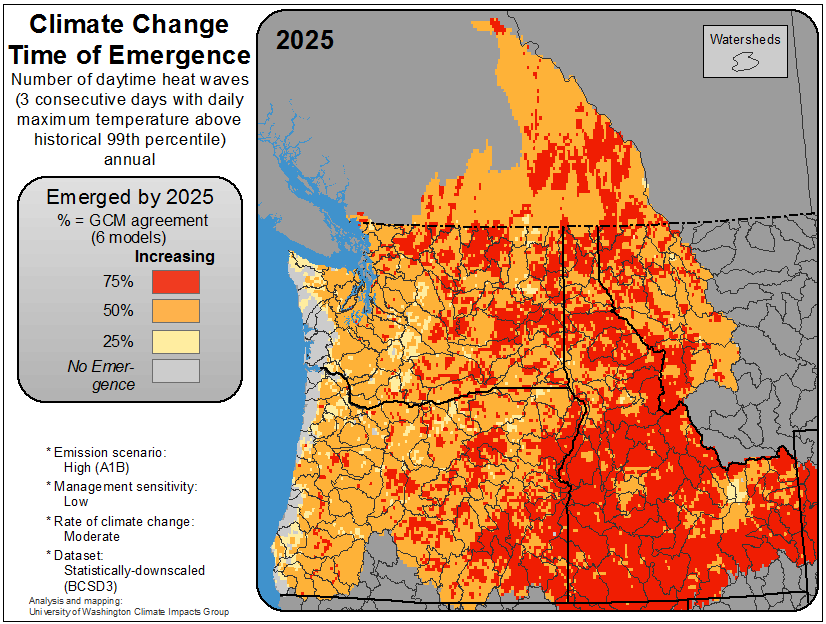 Climate Change
Time of Emergence
Number of daytime heat waves
(3 consecutive days with daily
maximum temperature above
historical 99th percentile)
annual
Emerged by 2025
% = GCM agreement
(6 models)
Increasing
75%
50%
25%
No Emer-
gence
* Emission scenario:
High (A1B)
* Management sensitivity:
Low
* Rate of climate change:
Moderate
* Dataset:
Statistically-downscaled
(BCSD3)
Analysis and mapping:
University of Washington Climate Impacts Group
2025
Watersheds